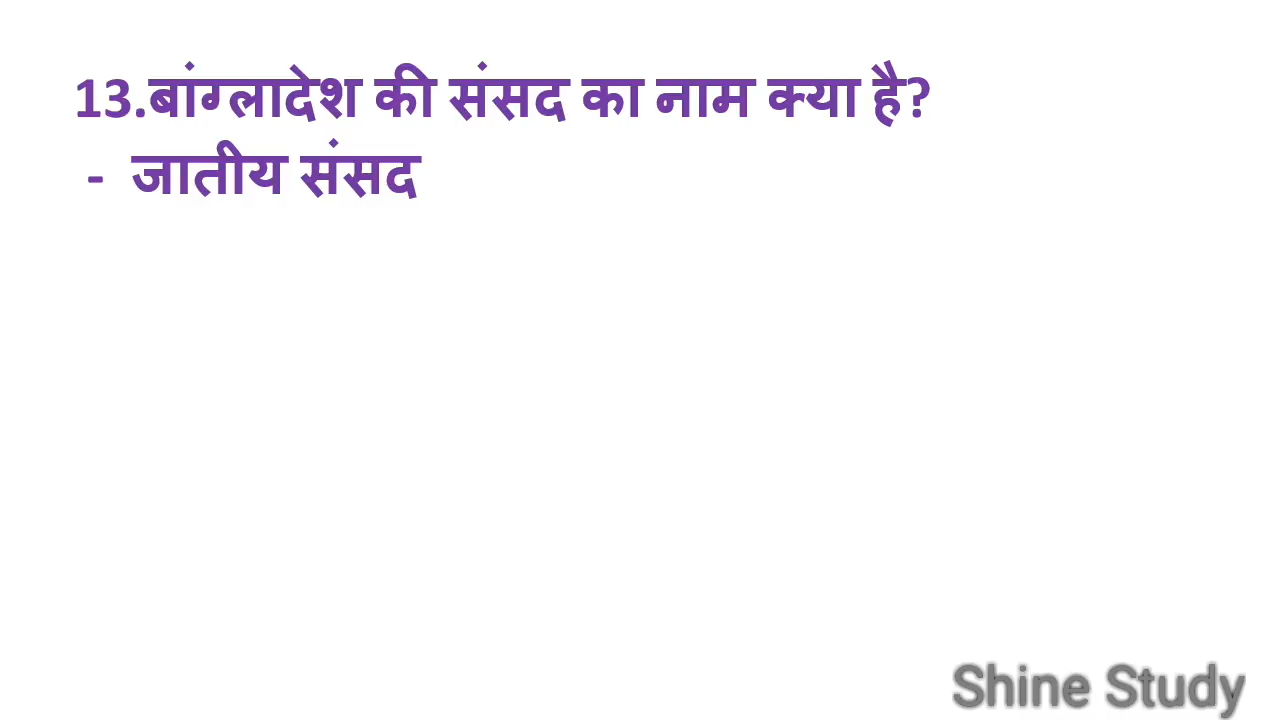 13.बांग्लादेश की संसद का नाम क्या है?
- जातीय संसद
Shine Study